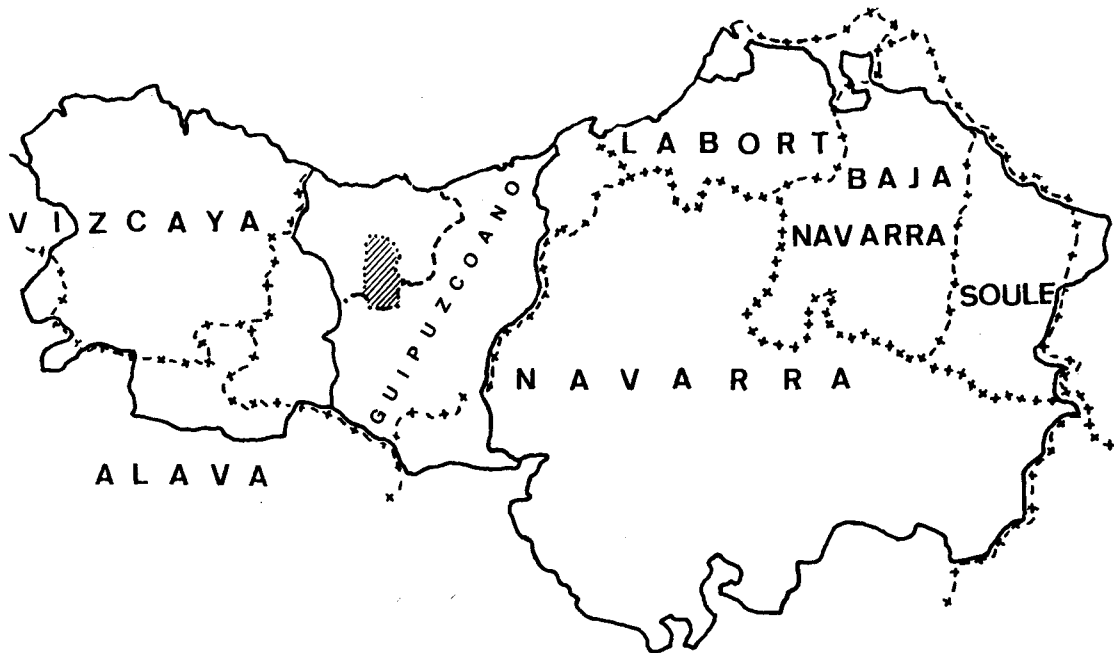 LABORT
BAJA
NAVARRA
VIZCAYA
SOULE
GUIPUZCOANO
NAVARRA
ALAVA